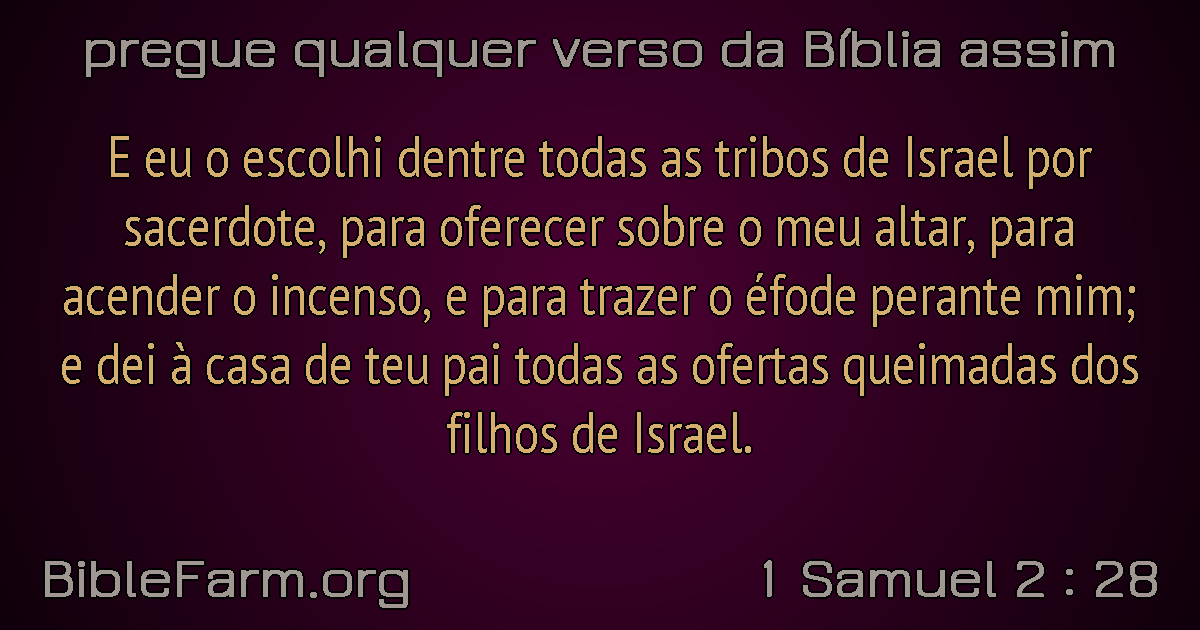 pregue qualquer verso da Bíblia assim
E eu o escolhi dentre todas as tribos de Israel por
sacerdote, para oferecer sobre o meu altar, para
acender o incenso, e para trazer o éfode perante mim;
e dei à casa de teu pai todas as ofertas queimadas dos
filhos de Israel.
BibleFarm.org
1 Samuel 2 : 28